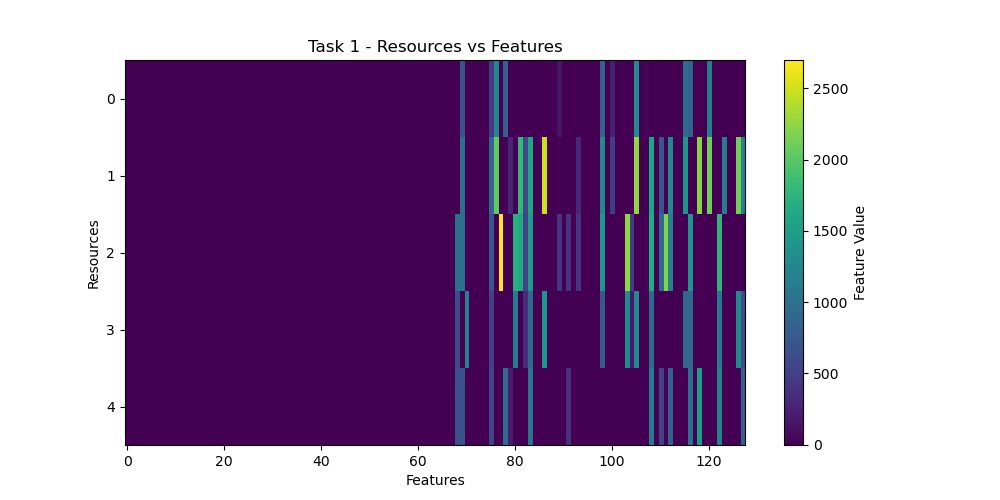 Task 1 - Resources vs Features
Resources
0
1
2
3
4
0 20 40 60 80 100 120
Features
2500
2000
1500
1000
500
0
Feature Value